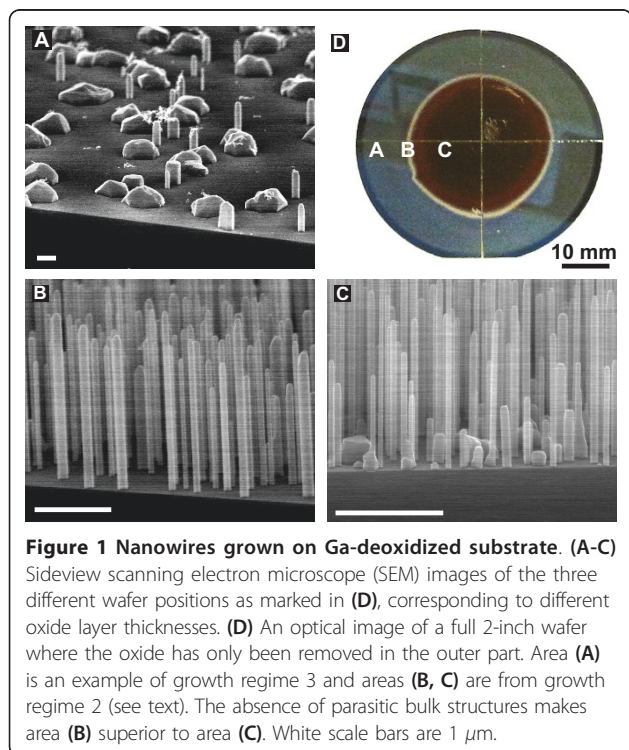 A
D
A B C
10 mm
B
C
Figure 1 Nanowires grown on Ga-deoxidized substrate. (A-C)
Sideview scanning electron microscope (SEM) images of the three
different wafer positions as marked in (D), corresponding to different
oxide layer thicknesses. (D) An optical image of a full 2-inch wafer
where the oxide has only been removed in the outer part. Area (A)
is an example of growth regime 3 and areas (B, C) are from growth
regime 2 (see text). The absence of parasitic bulk structures makes
area (B) superior to area (C). White scale bars are 1 μm.